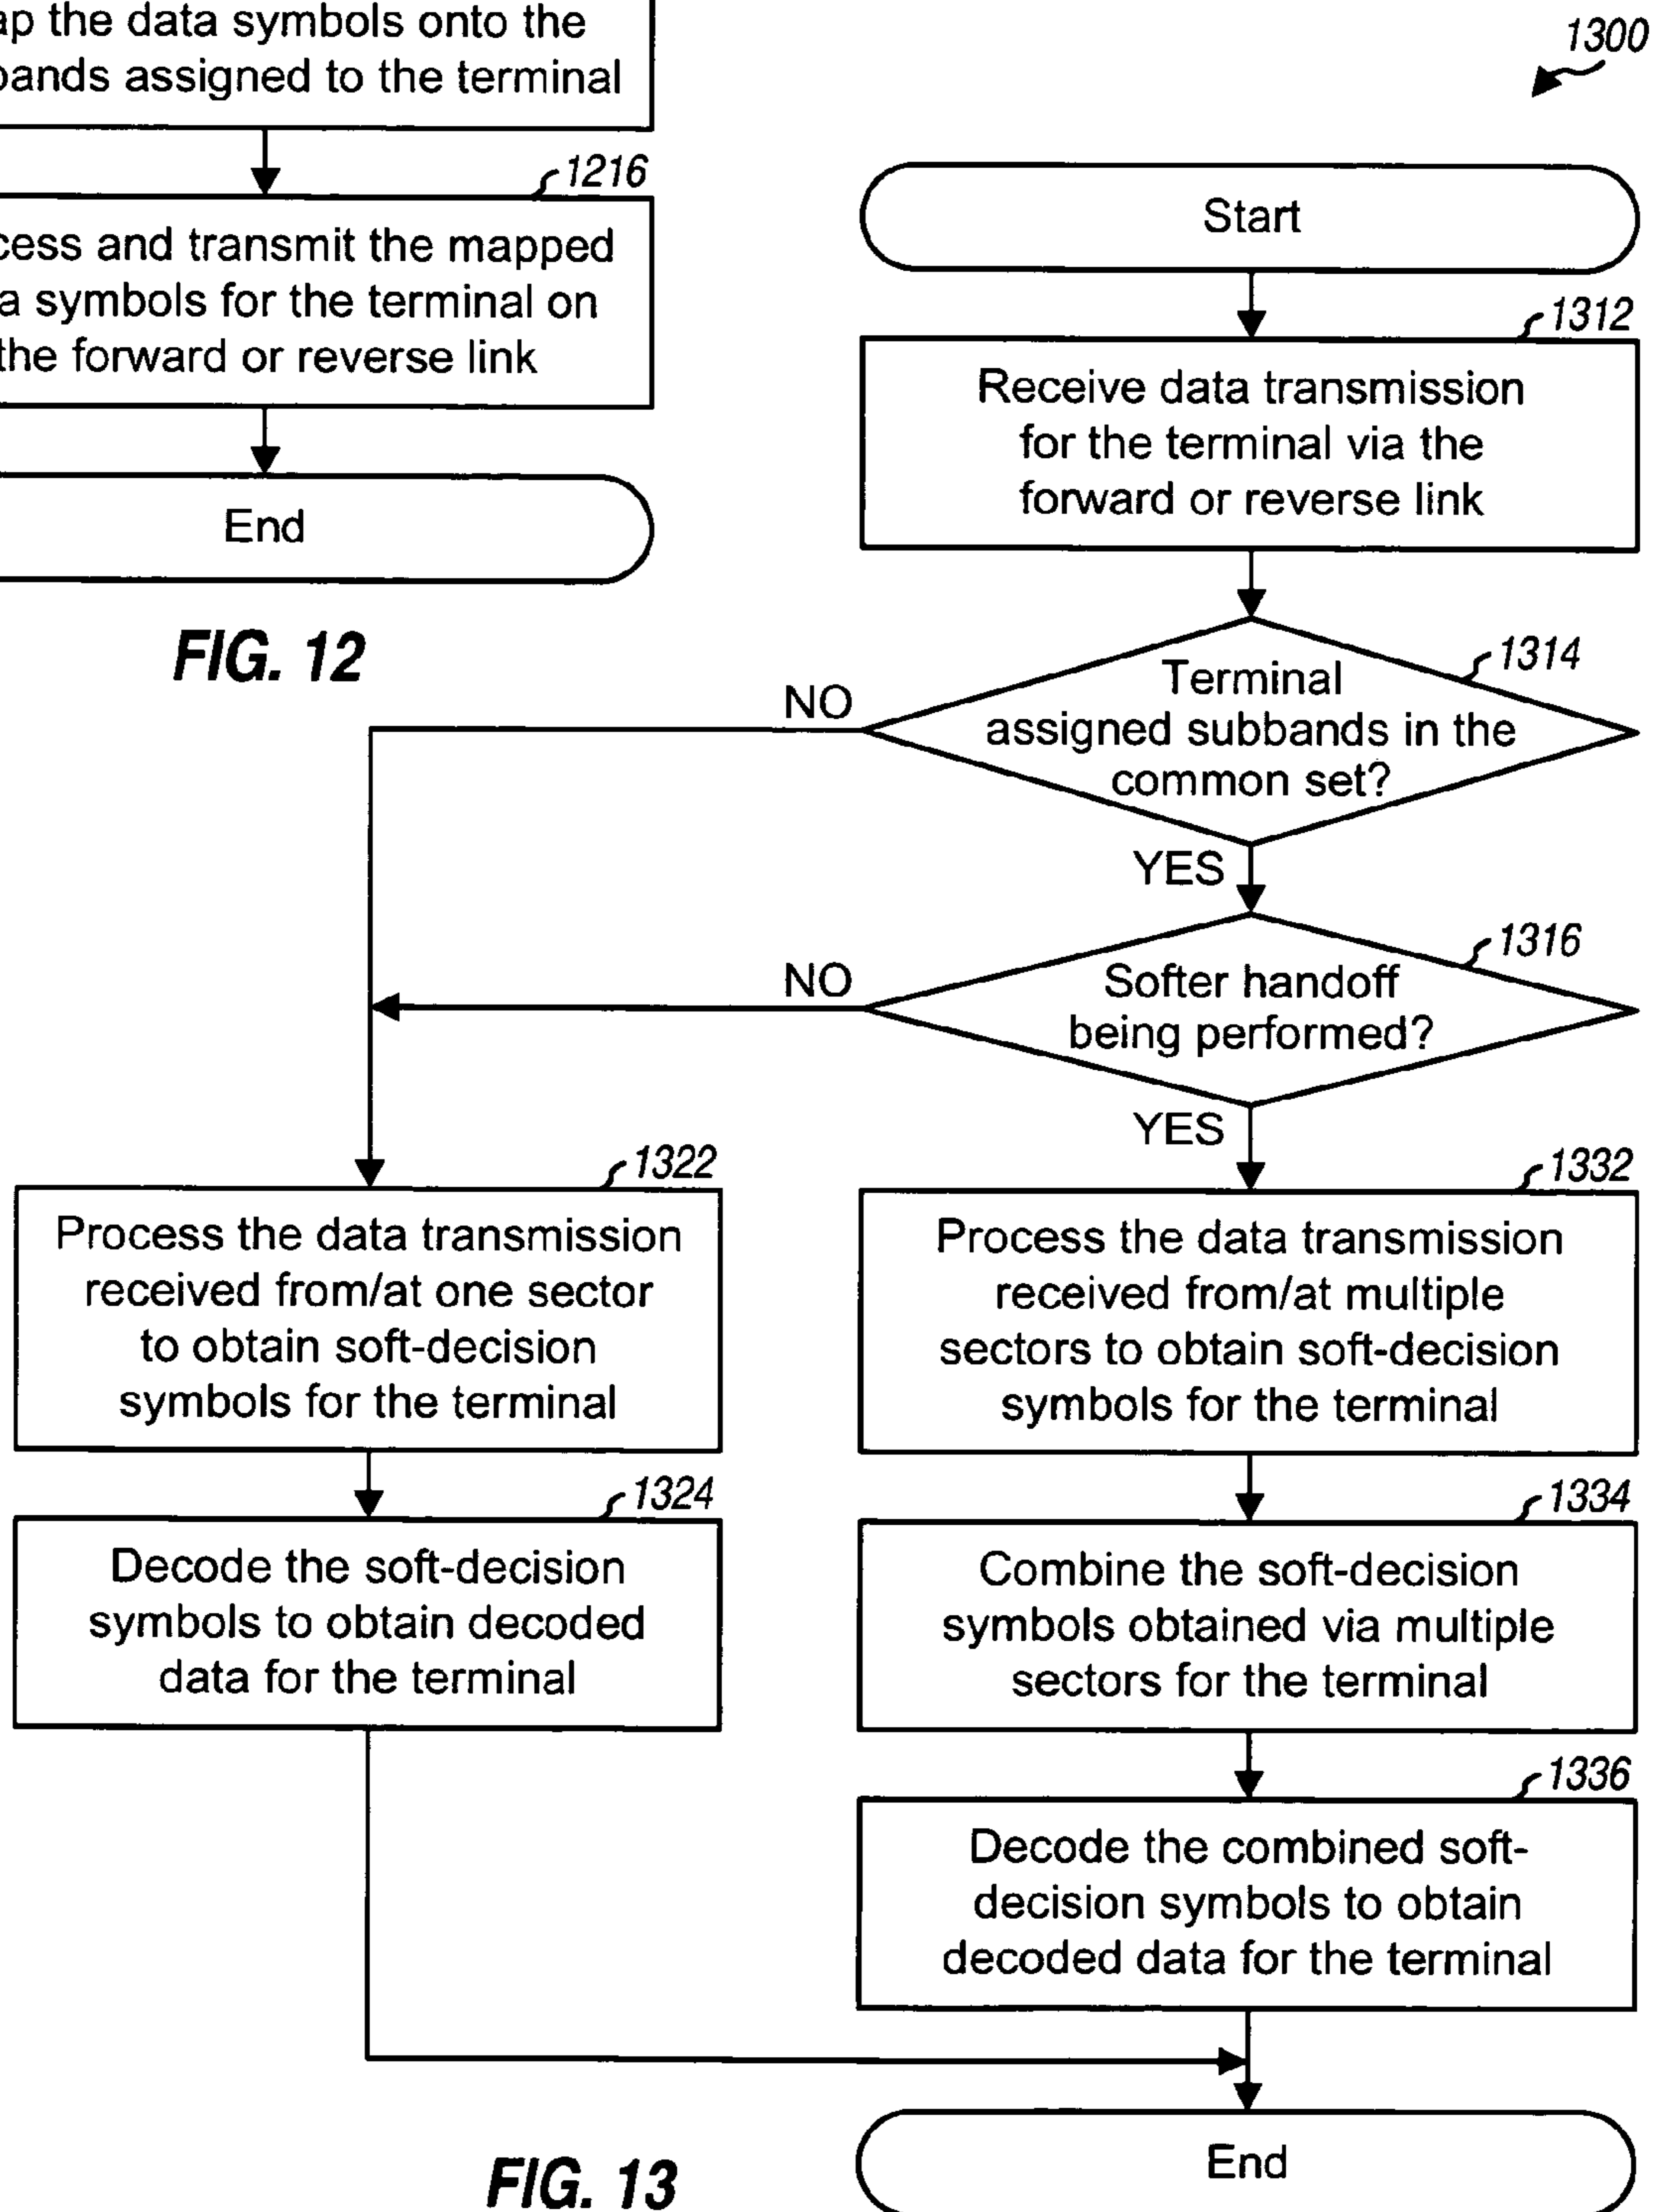 the data symbols onto the
assigned to the terminal
1216
and transmit the mapped
symbols for the terminal on
the forward or reverse link
End
FIG. 12
1300
Start
1312
Receive data transmission
for the terminal via the
forward or reverse link
1314
Terminal
assigned subbands in the
common set?
NO
YES
1316
Softer handoff
being performed?
NO
YES
1322
Process the data transmission
received from/at one sector
to obtain soft-decision
symbols for the terminal
1324
Decode the soft-decision
symbols to obtain decoded
data for the terminal
1332
Process the data transmission
received from/at multiple
sectors to obtain soft-decision
symbols for the terminal
1334
Combine the soft-decision
symbols obtained via multiple
sectors for the terminal
1336
Decode the combined soft-
decision symbols to obtain
decoded data for the terminal
End
FIG. 13